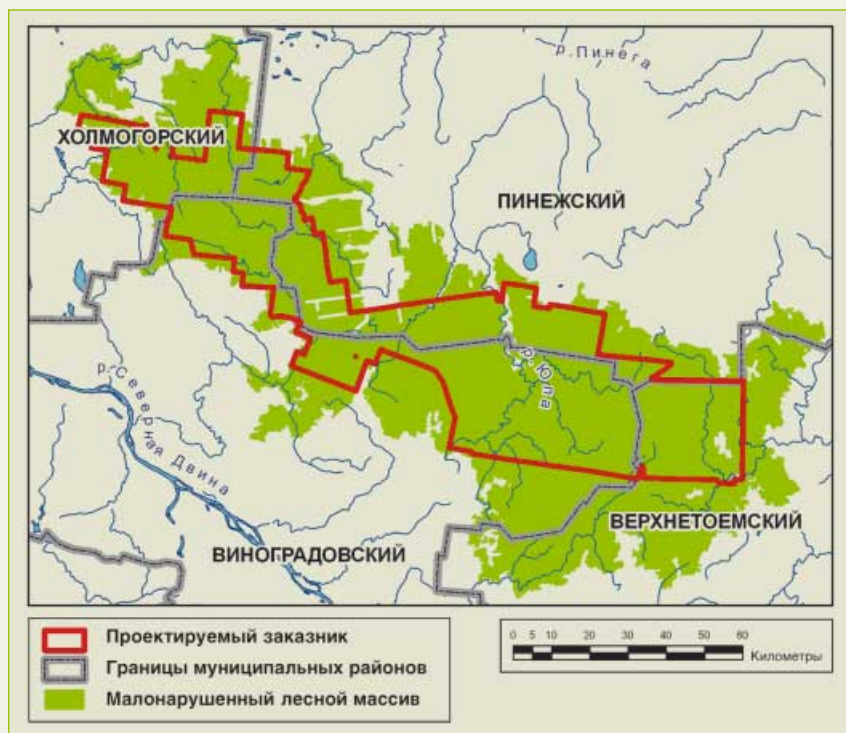 р. Пинега
ХОЛМОГОРСКИЙ
ПИНЕЖСКИЙ
р. Юла
р. Северная Двина
ВИНОГРАДОВСКИЙ
ВЕРХНЕТОЕМСКИЙ
Проектируемый заказник
Границы муниципальных районов
Малонарушенный лесной массив
0 5 10 20 30 40 50 60
Километры